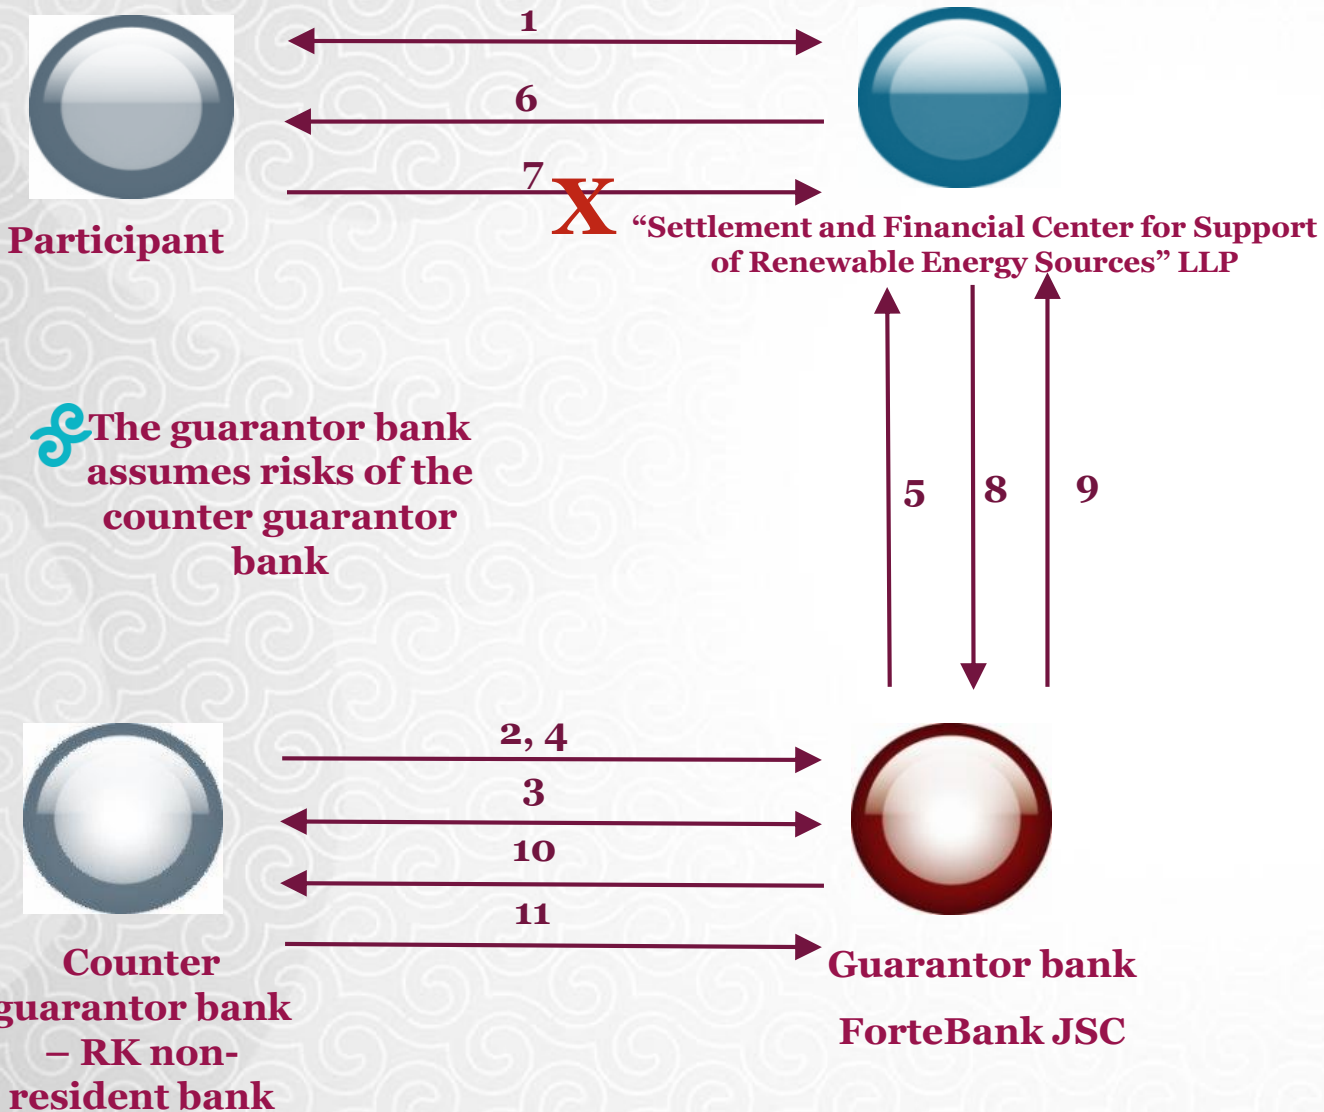 1
6
7
X
Participant
“Settlement and Financial Center for Support
of Renewable Energy Sources” LLP
The guarantor bank
assumes risks of the
counter guarantor
bank
5
8
9
2, 4
3
10
11
Counter
guarantor bank
– RK non-
resident bank
Guarantor bank
ForteBank JSC